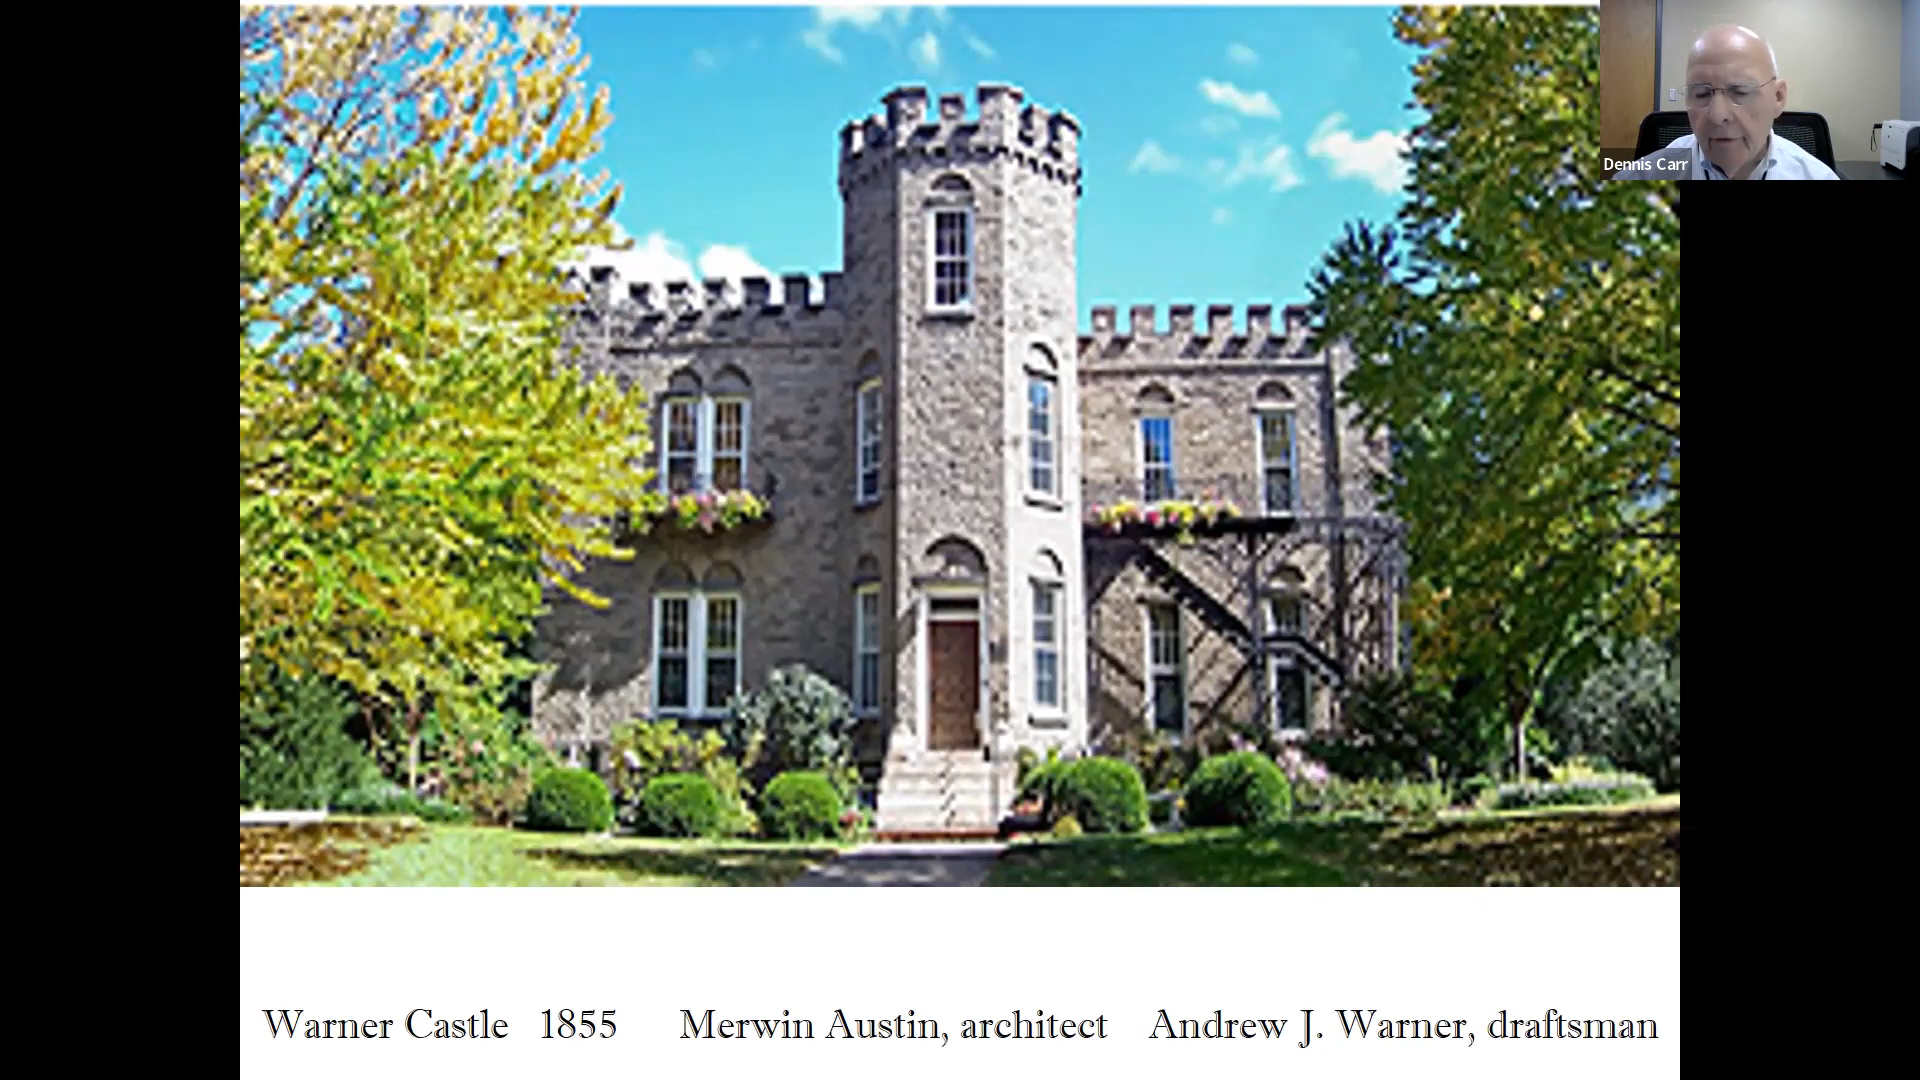 Dennis Carr
Warner Castle 1855 Merwin Austin, architect Andrew J. Warner, draftsman